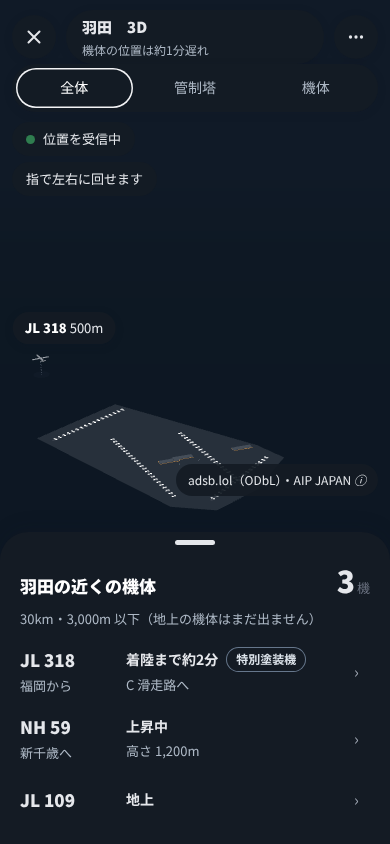 羽田 3D
機体の位置は約1分遅れ
全体
管制塔
機体
位置を受信中
指で左右に回せます
JL 318 500m
adsb.lol（ODbL）・AIP JAPAN ⓘ
羽田の近くの機体
3機
30km・3,000m 以下（地上の機体はまだ出ません）
JL 318 着陸まで約2分 特別塗装機
福岡から C 滑走路へ
NH 59 上昇中
新千歳へ 高さ 1,200m
JL 109 地上